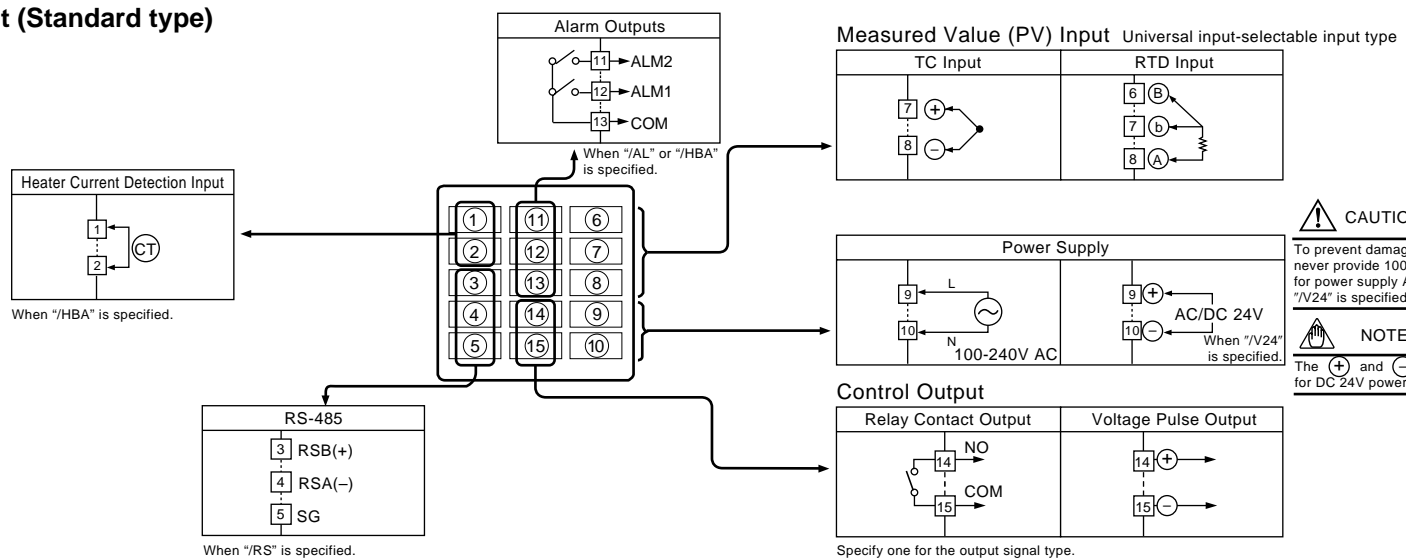 t (Standard type)
Alarm Outputs
11 ALM2
12 ALM1
13 COM
When "/AL" or "/HBA"
is specified.
Heater Current Detection Input
1
CT
2
When "/HBA" is specified.
1 11 6
2 12 7
3 13 8
4 14 9
5 15 10
RS-485
3 RSB(+)
4 RSA(–)
5 SG
When "/RS" is specified.
Measured Value (PV) Input Universal input-selectable input type
TC Input RTD Input
7 +
8 –
6 B
7 b
8 A
Power Supply
9 L
10 N
100-240V AC
9 +
AC/DC 24V
10 –
When "/V24"
is specified.
Control Output
Relay Contact Output Voltage Pulse Output
14 NO
15 COM
14 +
15 –
Specify one for the output signal type.
CAUTIO
To prevent damag
never provide 100
for power supply A
"/V24" is specified
NOTE
The + and –
for DC 24V power